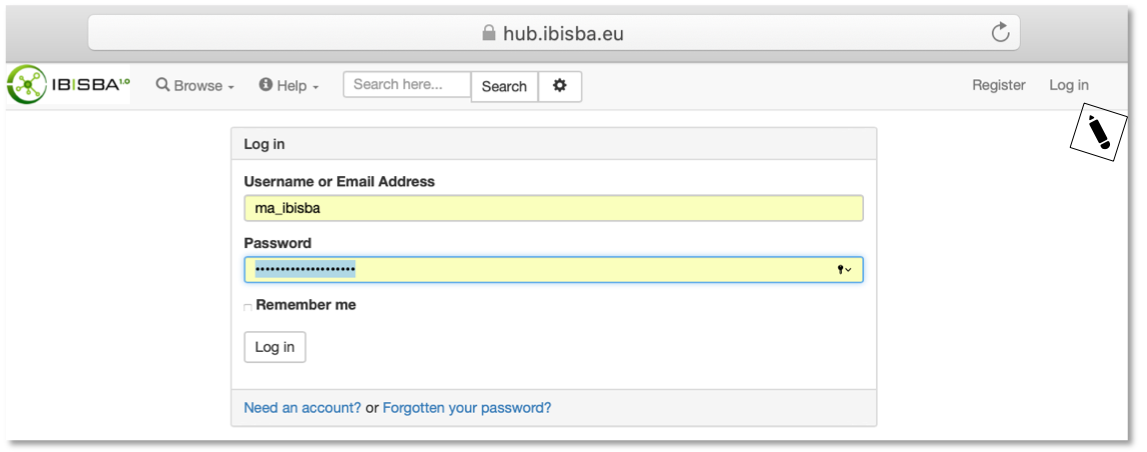 hub.ibisba.eu
IBISBA 1.0 Browse Help Search here... Search Register Log in
Log in
Username or Email Address
ma_ibisba
Password
••••••••••••••••••••
Remember me
Log in
Need an account? or Forgotten your password?